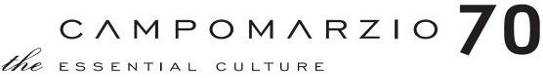 CAMPOMARZIO 70
the ESSENTIAL CULTURE